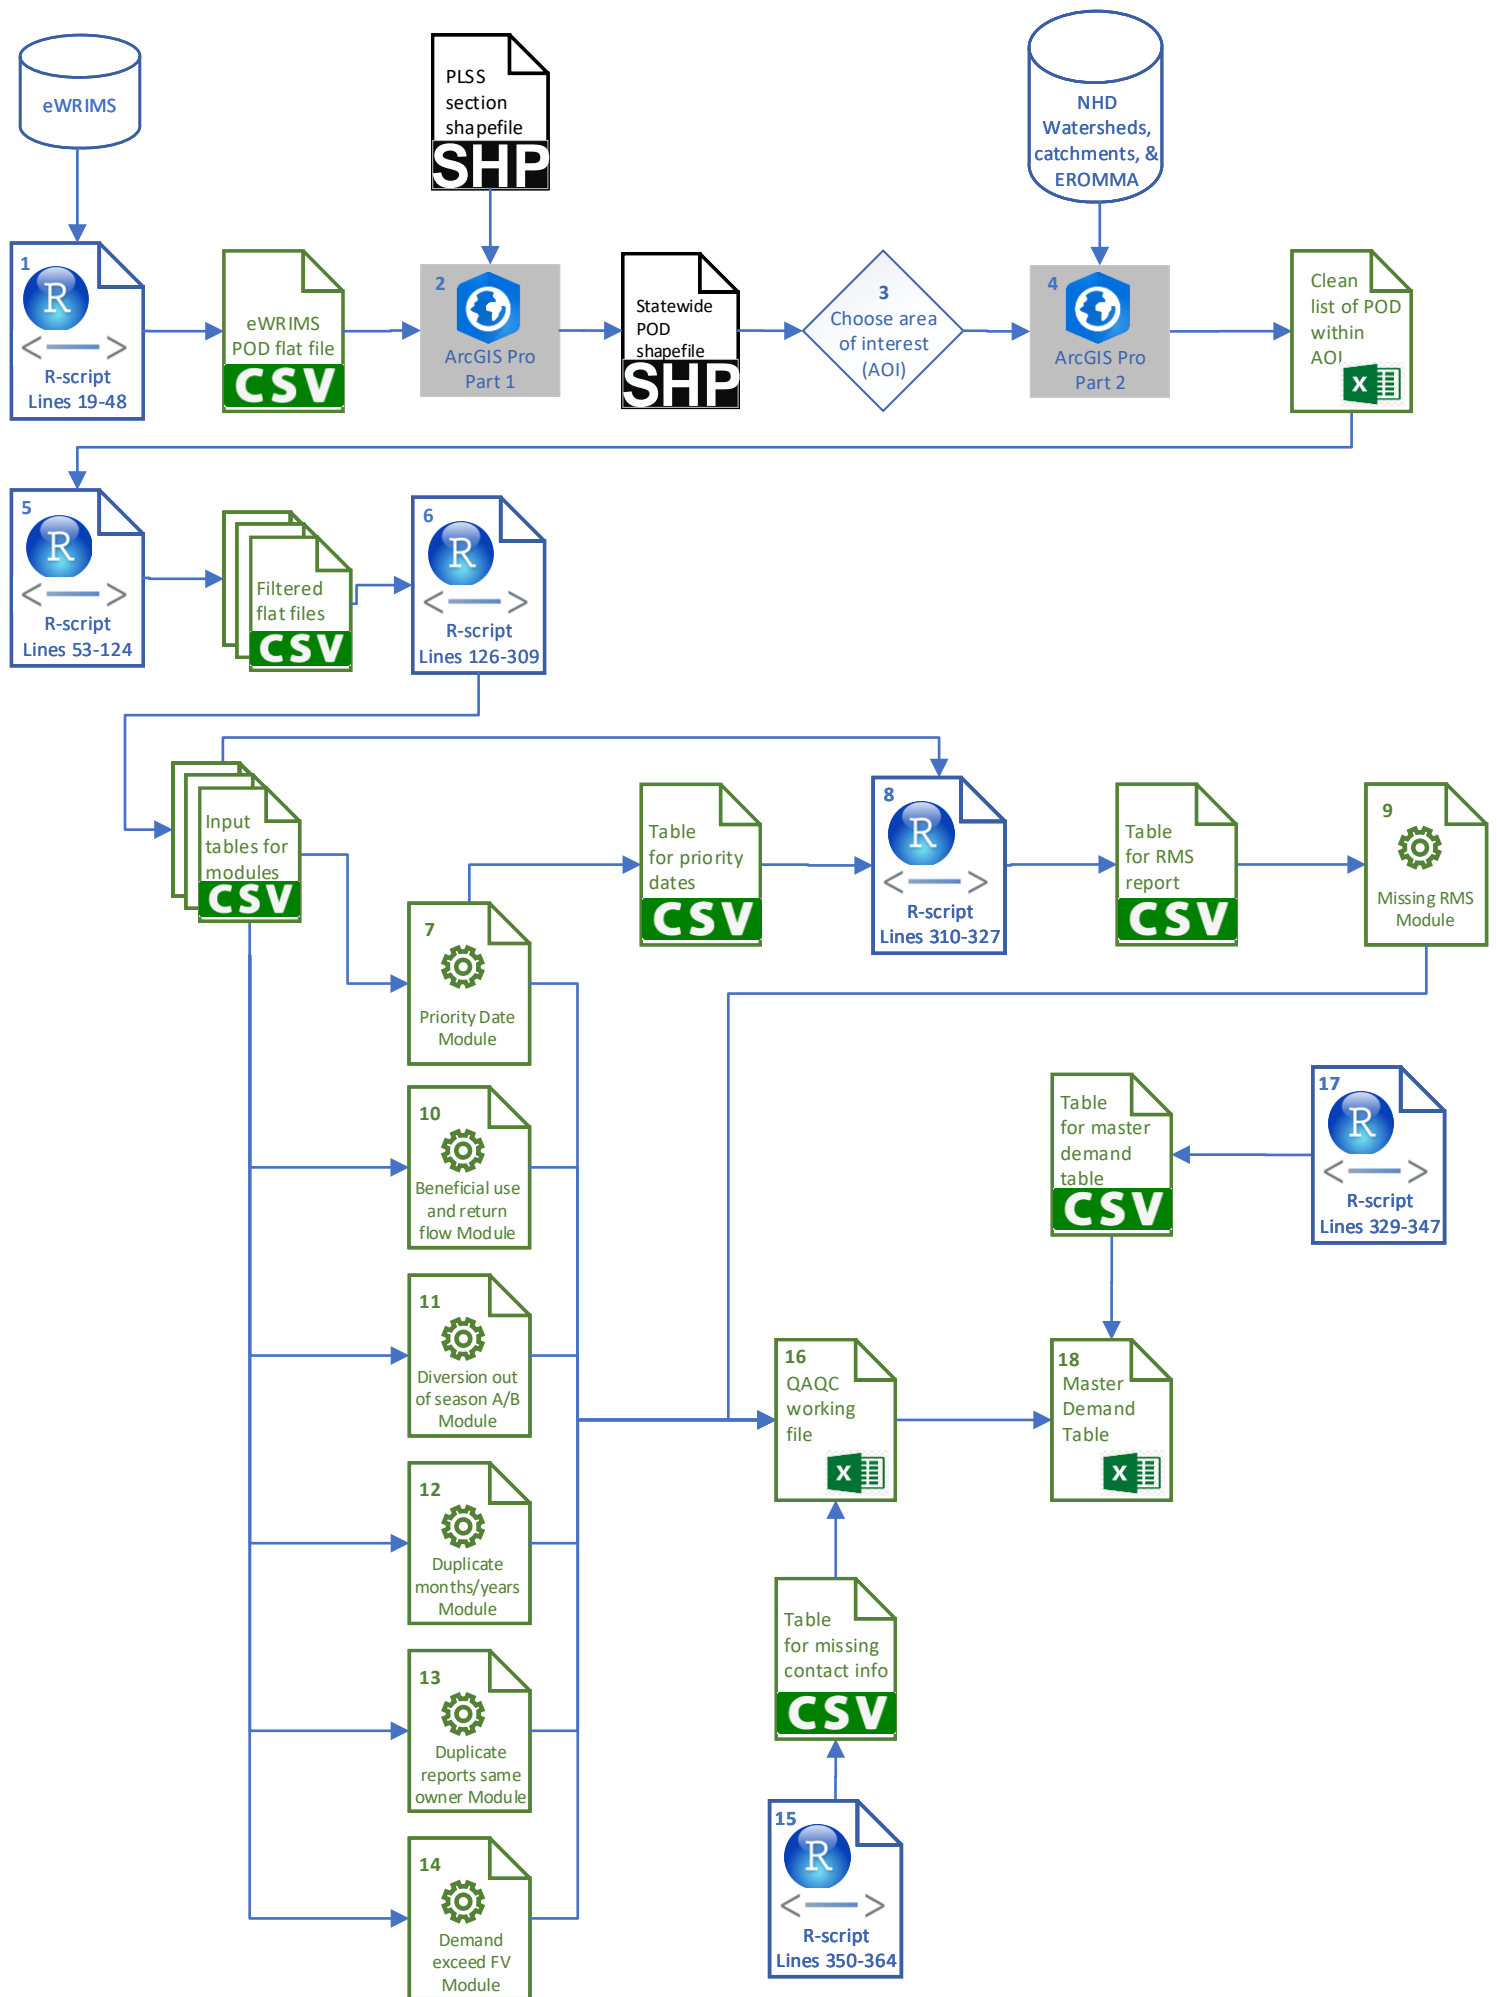 eWRIMS
PLSS
section
shapefile
SHP
NHD
Watersheds,
catchments, &
EROMMA
1
R
R-script
Lines 19-48
eWRIMS
POD flat file
CSV
2
ArcGIS Pro
Part 1
Statewide
POD
shapefile
SHP
3
Choose area
of interest
(AOI)
4
ArcGIS Pro
Part 2
Clean
list of POD
within
AOI
X
5
R
R-script
Lines 53-124
Filtered
flat files
CSV
6
R
R-script
Lines 126-309
Input
tables for
modules
CSV
Table
for priority
dates
CSV
8
R
R-script
Lines 310-327
Table
for RMS
report
CSV
9
Missing RMS
Module
7
Priority Date
Module
10
Beneficial use
and return
flow Module
11
Diversion out
of season A/B
Module
12
Duplicate
months/years
Module
13
Duplicate
reports same
owner Module
14
Demand
exceed FV
Module
Table
for master
demand
table
CSV
17
R
R-script
Lines 329-347
16
QAQC
working
file
X
18
Master
Demand
Table
X
Table
for missing
contact info
CSV
15
R
R-script
Lines 350-364